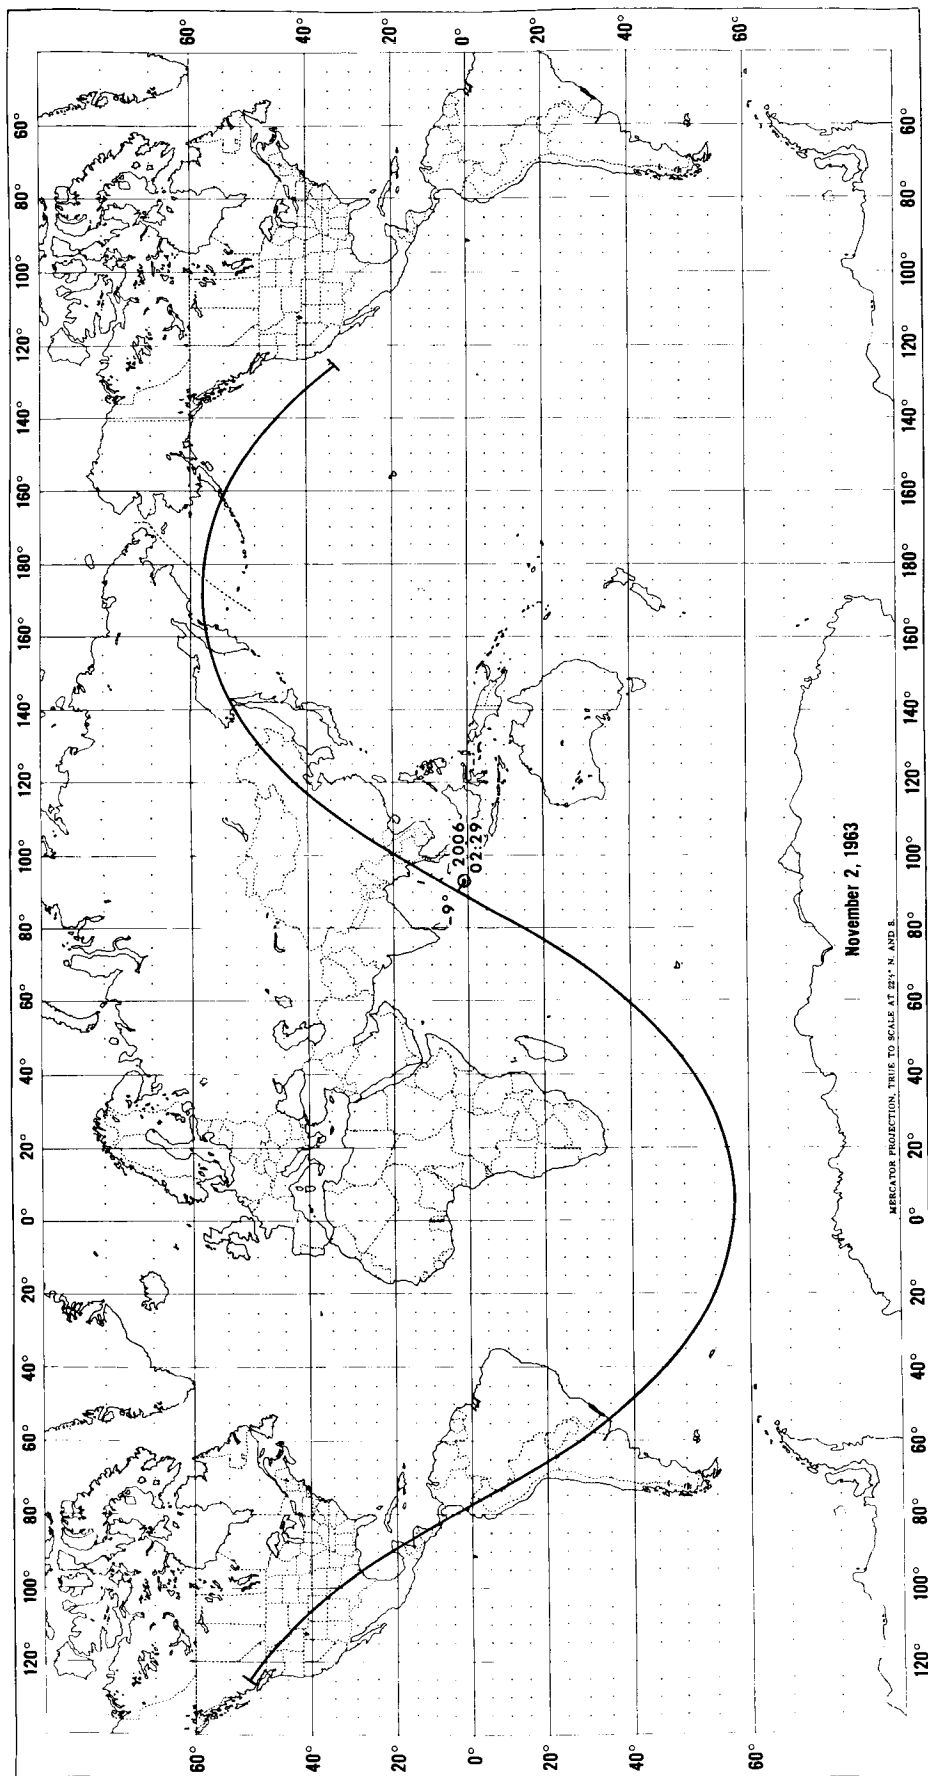 120° 100° 80° 60° 40° 20° 0° 20° 40° 60° 80° 100° 120° 140° 160° 180° 160° 140° 120° 100° 80° 60°
60° 60°
40° 40°
20° 20°
-9°
2006
0° 0°
02:29
20° 20°
40° 40°
60° 60°
November 2, 1963
MERCATOR PROJECTION, TRUE TO SCALE AT 22½° N. AND S.
120° 100° 80° 60° 40° 20° 0° 20° 40° 60° 80° 100° 120° 140° 160° 180° 160° 140° 120° 100° 80° 60°